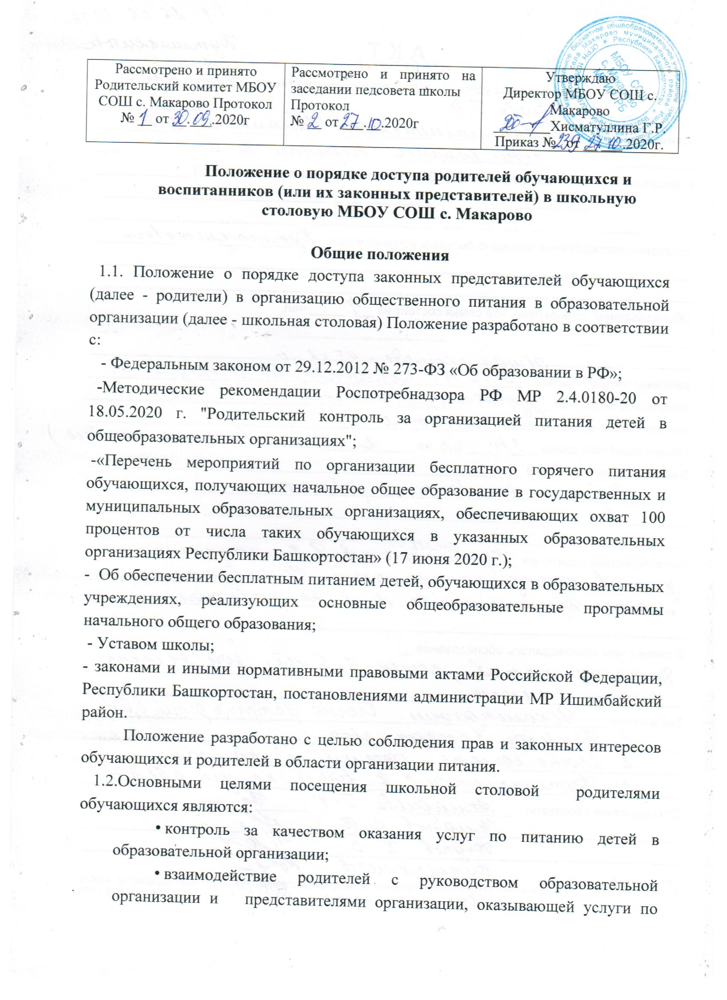 Рассмотрено и принято
Родительский комитет МБОУ
СОШ с. Макарово Протокол
№ 1 от 30.09.2020г
Рассмотрено и принято на
заседании педсовета школы
Протокол
№ 2 от 27.10.2020г
Утверждаю
Директор МБОУ СОШ с.
Макарово
Хисматуллина Г.Р.
Приказ № 239 от 27.10.2020г.
МБОУ СОШ
с. Макарово
МР ИР РБ
Положение о порядке доступа родителей обучающихся и
воспитанников (или их законных представителей) в школьную
столовую МБОУ СОШ с. Макарово
Общие положения
1.1. Положение о порядке доступа законных представителей обучающихся
(далее - родители) в организацию общественного питания в образовательной
организации (далее - школьная столовая) Положение разработано в соответствии
с:
- Федеральным законом от 29.12.2012 № 273-ФЗ «Об образовании в РФ»;
-Методические рекомендации Роспотребнадзора РФ МР 2.4.0180-20 от
18.05.2020 г. "Родительский контроль за организацией питания детей в
общеобразовательных организациях";
-«Перечень мероприятий по организации бесплатного горячего питания
обучающихся, получающих начальное общее образование в государственных и
муниципальных образовательных организациях, обеспечивающих охват 100
процентов от числа таких обучающихся в указанных образовательных
организациях Республики Башкортостан» (17 июня 2020 г.);
- Об обеспечении бесплатным питанием детей, обучающихся в образовательных
учреждениях, реализующих основные общеобразовательные программы
начального общего образования;
- Уставом школы;
- законами и иными нормативными правовыми актами Российской Федерации,
Республики Башкортостан, постановлениями администрации МР Ишимбайский
район.
Положение разработано с целью соблюдения прав и законных интересов
обучающихся и родителей в области организации питания.
1.2.Основными целями посещения школьной столовой родителями
обучающихся являются:
• контроль за качеством оказания услуг по питанию детей в
образовательной организации;
• взаимодействие родителей с руководством образовательной
организации и представителями организации, оказывающей услуги по